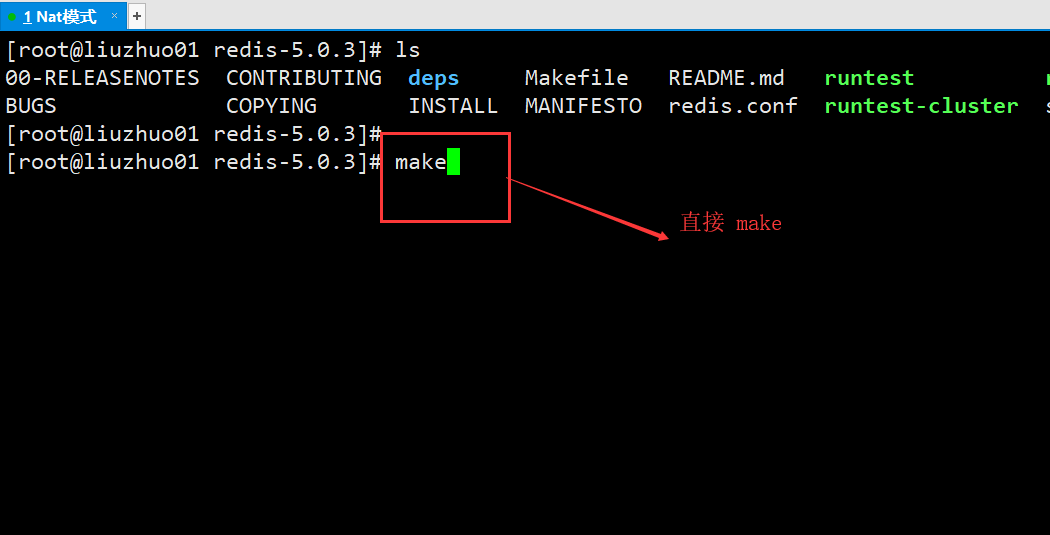 1 Nat模式 × +
[root@liuzhuo01 redis-5.0.3]# ls
00-RELEASENOTES CONTRIBUTING deps Makefile README.md runtest
BUGS COPYING INSTALL MANIFESTO redis.conf runtest-cluster
[root@liuzhuo01 redis-5.0.3]#
[root@liuzhuo01 redis-5.0.3]# make
直接 make